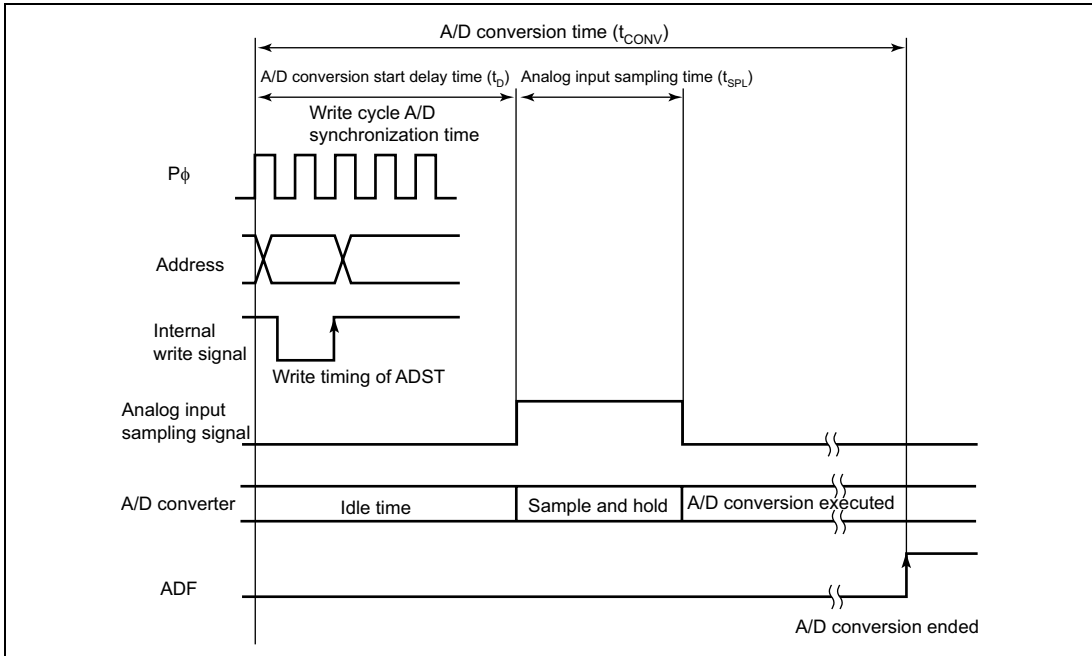 A/D conversion time (tCONV)
A/D conversion start delay time (tD)
Analog input sampling time (tSPL)
Write cycle A/D
synchronization time
Pϕ
Address
Internal
write signal
Write timing of ADST
Analog input
sampling signal
A/D converter
Idle time
Sample and hold
A/D conversion executed
ADF
A/D conversion ended